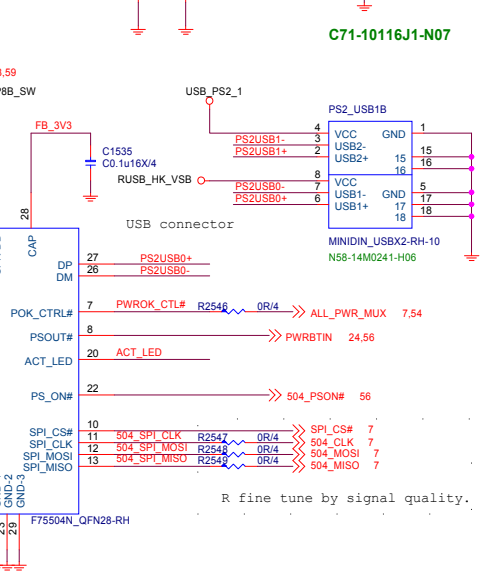 C71-10116J1-N07
,59
8B_SW
USB_PS2_1
PS2_USB1B
FB_3V3
C1535
C0.1u16X/4
RUSB_HK_VSB
PS2USB1-
PS2USB1+
PS2USB0-
PS2USB0+
4 VCC GND 1
3 USB2-
2 USB2+ 15 15
16 16
8 VCC
7 USB1- GND 5
6 USB1+ 17 17
18 18
USB connector
MINIDIN_USBX2-RH-10
N58-14M0241-H06
28
CAP
DP 27 PS2USB0+
DM 26 PS2USB0-
POK_CTRL# 7 PWROK_CTL# R2546 0R/4 ALL_PWR_MUX 7,54
PSOUT# 8 PWRBTIN 24,56
ACT_LED 20 ACT_LED
PS_ON# 22 504_PSON# 56
SPI_CS# 10 SPI_CS# 7
SPI_CLK 11 504_SPI_CLK R2547 0R/4 504_CLK 7
SPI_MOSI 12 504_SPI_MOSI R2548 0R/4 504_MOSI 7
SPI_MISO 13 504_SPI_MISO R2549 0R/4 504_MISO 7
GND-2
GND-3
R fine tune by signal quality.
F75504N_QFN28-RH
23
29